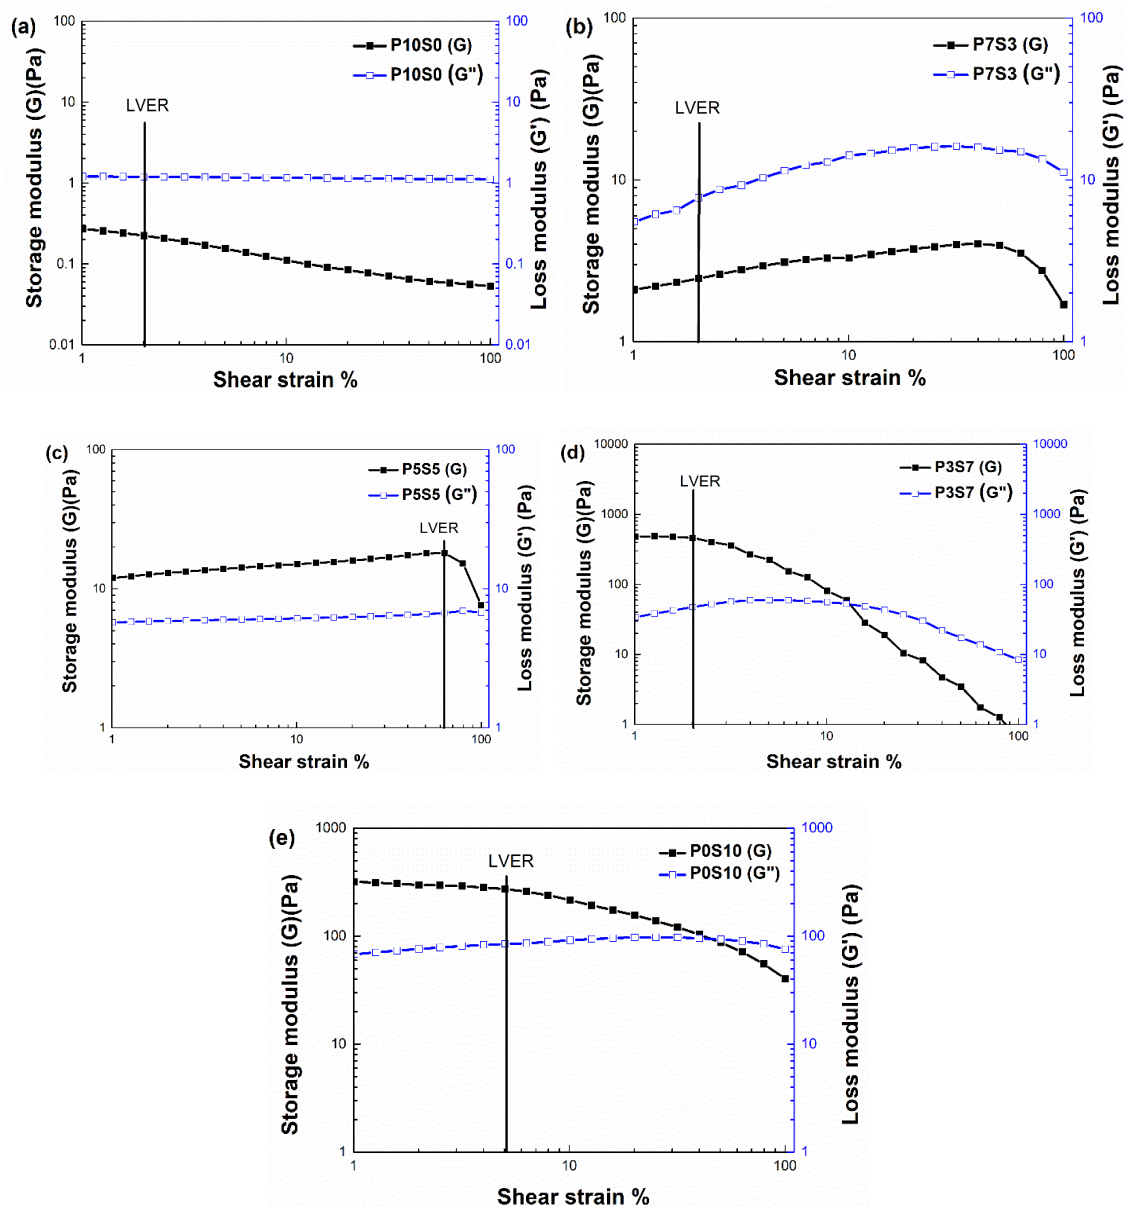 (a)
P10S0 (G)
P10S0 (G")
LVER
Storage modulus (G)(Pa)
100
10
1
0.1
0.01
Loss modulus (G') (Pa)
100
10
1
0.1
0.01
1
10
100
Shear strain %
(b)
P7S3 (G)
P7S3 (G")
LVER
Storage modulus (G)(Pa)
100
10
1
Loss modulus (G') (Pa)
100
10
1
1
10
100
Shear strain %
(c)
P5S5 (G)
P5S5 (G")
LVER
Storage modulus (G)(Pa)
100
10
1
Loss modulus (G') (Pa)
100
10
1
1
10
100
Shear strain %
(d)
P3S7 (G)
P3S7 (G")
LVER
Storage modulus (G)(Pa)
10000
1000
100
10
1
Loss modulus (G') (Pa)
10000
1000
100
10
1
1
10
100
Shear strain %
(e)
P0S10 (G)
P0S10 (G")
LVER
Storage modulus (G)(Pa)
1000
100
10
1
Loss modulus (G') (Pa)
1000
100
10
1
1
10
100
Shear strain %